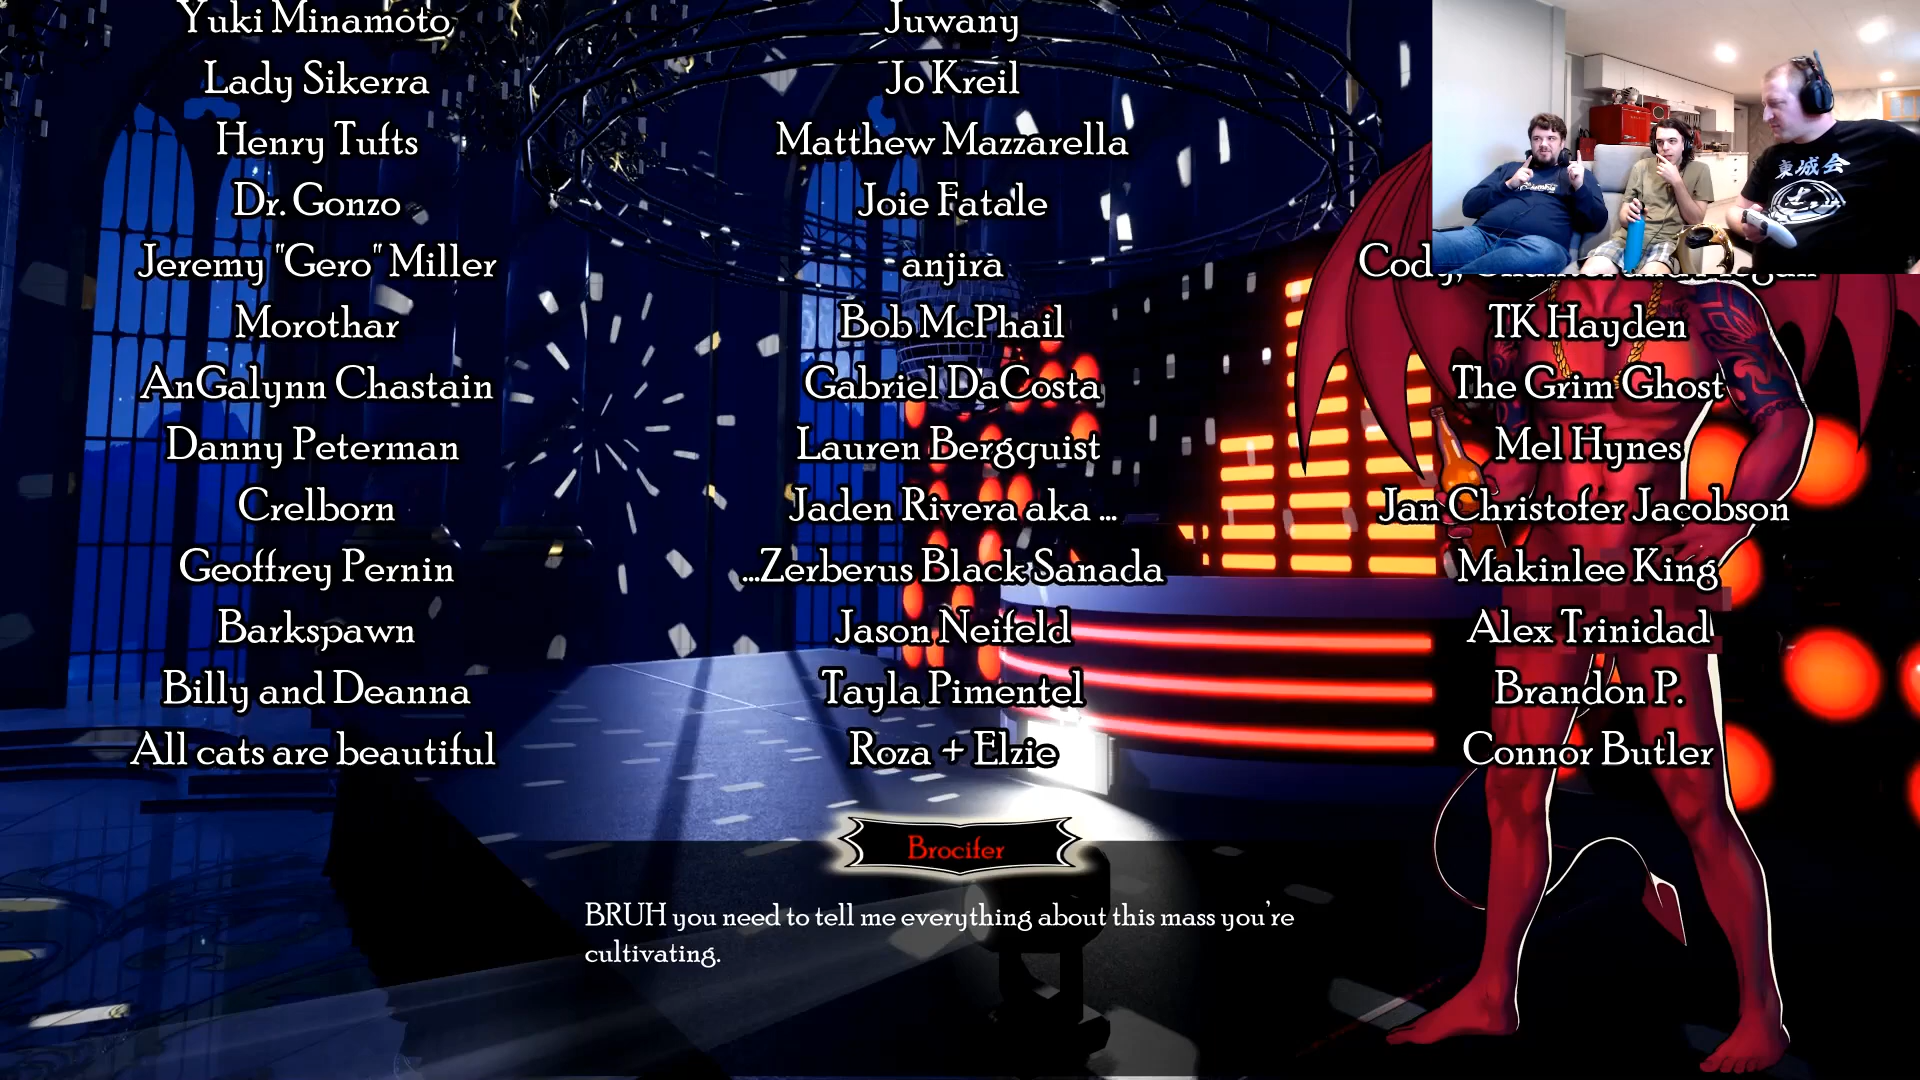 Yuki Minamoto
Lady Sikerra
Henry Tufts
Dr. Gonzo
Jeremy "Gero" Miller
Morothar
AnGalynn Chastain
Danny Peterman
Crelborn
Geoffrey Pernin
Barkspawn
Billy and Deanna
All cats are beautiful
Juwany
Jo Kreil
Matthew Mazzarella
Joie Fatale
anjira
Bob McPhail
Gabriel DaCosta
Lauren Bergquist
Jaden Rivera aka ...
...Zerberus Black Sanada
Jason Neifeld
Tayla Pimentel
Roza + Elzie
東城会
TK Hayden
The Grim Ghost
Mel Hynes
Jan Christofer Jacobson
Makinlee King
Alex Trinidad
Brandon P.
Connor Butler
Brocifer
BRUH you need to tell me everything about this mass you're
cultivating.